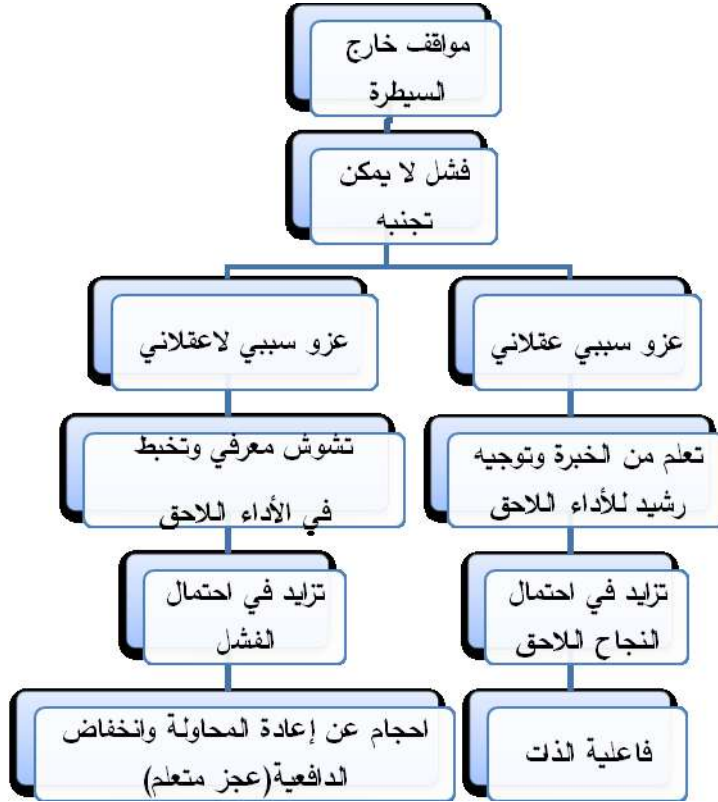 مواقف خارج
السيطرة
فشل لا يمكن
تجنبه
عزو سببي عقلاني
عزو سببي لاعقلاني
تعلم من الخبرة وتوجيه
رشيد للأداء اللاحق
تشوش معرفي وتخبط
في الأداء اللاحق
تزايد في احتمال
النجاح اللاحق
تزايد في احتمال
الفشل
فاعلية الذات
احجام عن إعادة المحاولة وانخفاض
الدافعية(عجز متعلم)